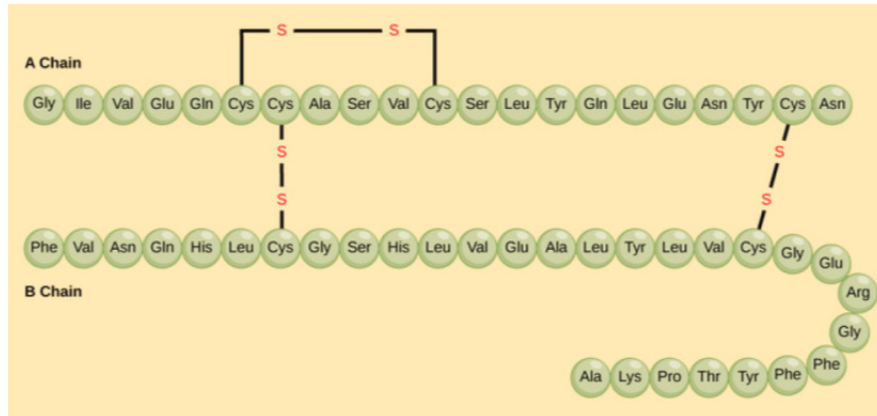 S S
A Chain
Gly Ile Val Glu Gln Cys Cys Ala Ser Val Cys Ser Leu Tyr Gln Leu Glu Asn Tyr Cys Asn
S S
S S
Phe Val Asn Gln His Leu Cys Gly Ser His Leu Val Glu Ala Leu Tyr Leu Val Cys Gly Glu
B Chain
Arg
Gly
Ala Lys Pro Thr Tyr Phe Phe